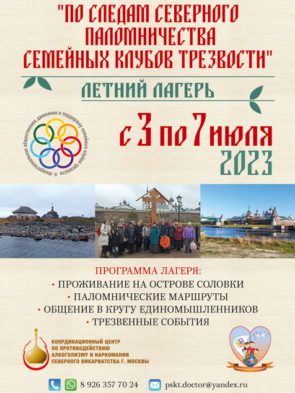 "ПО СЛЕДАМ СЕВЕРНОГО
ПАЛОМНИЧЕСТВА
СЕМЕЙНЫХ КЛУБОВ ТРЕЗВОСТИ"
ЛЕТНИЙ ЛАГЕРЬ
с 3 по 7 июля
2023
ПРОГРАММА ЛАГЕРЯ:
• ПРОЖИВАНИЕ НА ОСТРОВЕ СОЛОВКИ
• ПАЛОМНИЧЕСКИЕ МАРШРУТЫ
• ОБЩЕНИЕ В КРУГУ ЕДИНОМЫШЛЕННИКОВ
• ТРЕЗВЕННЫЕ СОБЫТИЯ
КООРДИНАЦИОННЫЙ ЦЕНТР
ПО ПРОТИВОДЕЙСТВИЮ
АЛКОГОЛИЗМУ И НАРКОМАНИИ
СЕВЕРНОГО ВИКАРИАТСТВА Г. МОСКВЫ
8 926 357 70 24
pskt.doctor@yandex.ru